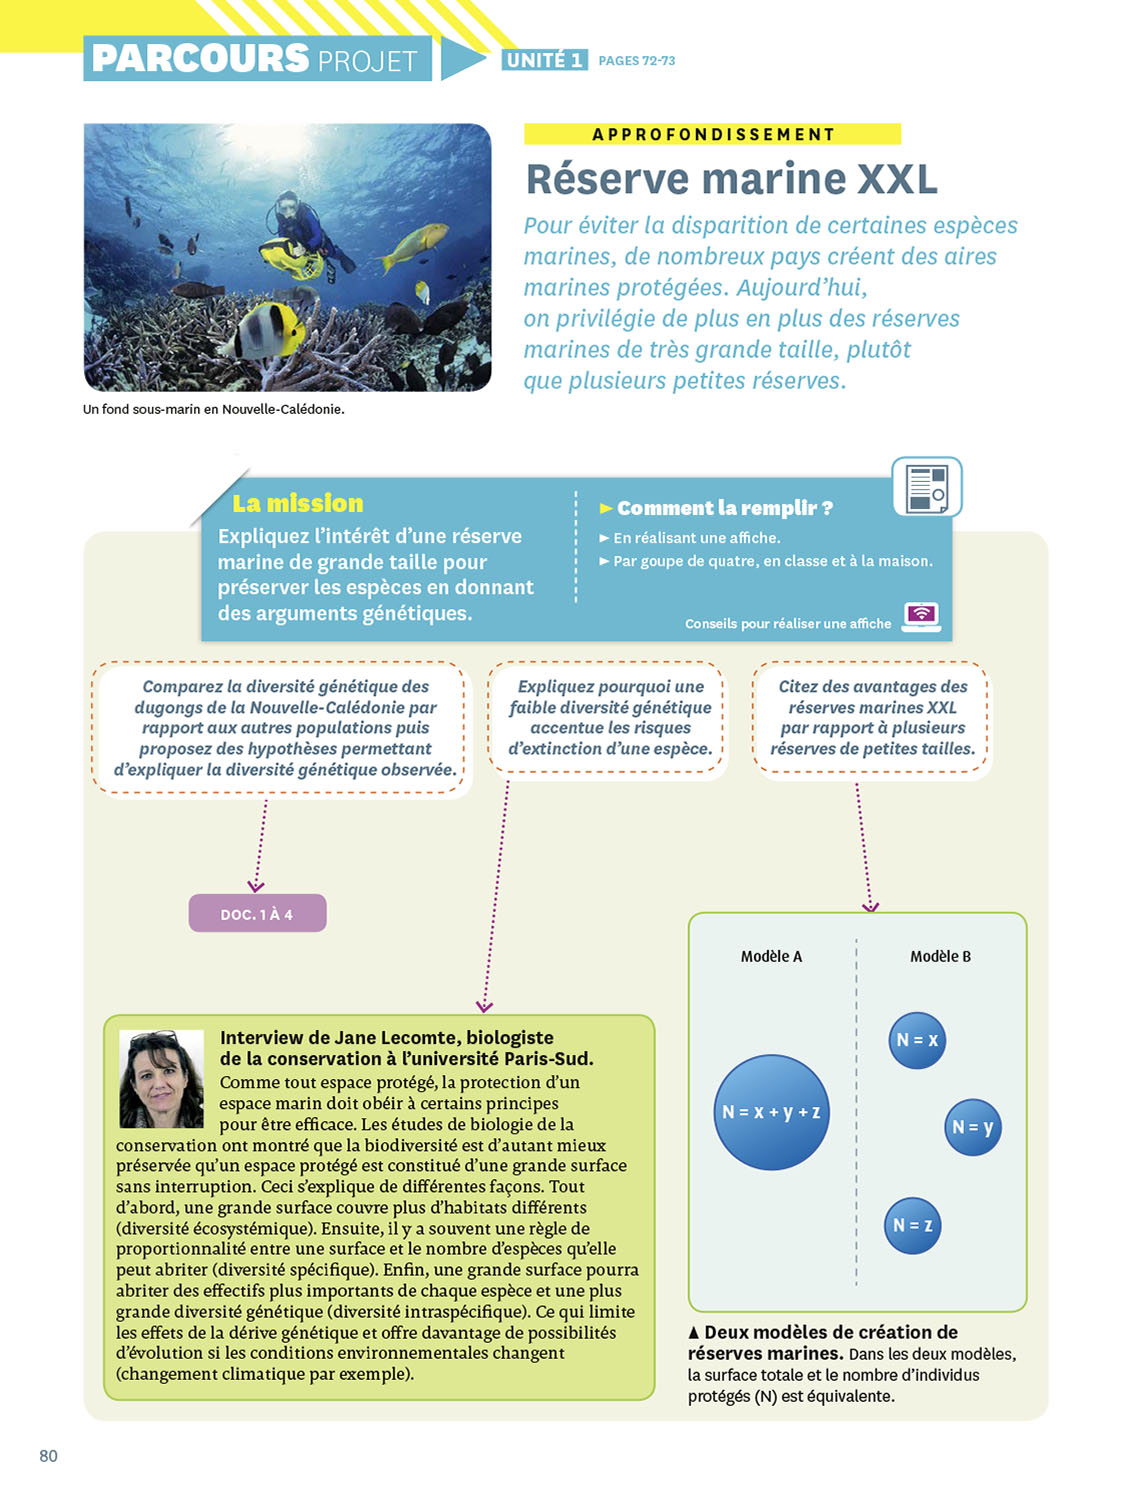 PARCOURS PROJET
UNITÉ 1 PAGES 72-73
APPROFONDISSEMENT
Réserve marine XXL
Pour éviter la disparition de certaines espèces
marines, de nombreux pays créent des aires
marines protégées. Aujourd’hui,
on privilégie de plus en plus des réserves
marines de très grande taille, plutôt
que plusieurs petites réserves.
Un fond sous-marin en Nouvelle-Calédonie.
La mission
Expliquez l’intérêt d’une réserve
marine de grande taille pour
préserver les espèces en donnant
des arguments génétiques.
► Comment la remplir ?
► En réalisant une affiche.
► Par goupe de quatre, en classe et à la maison.
Conseils pour réaliser une affiche
Comparez la diversité génétique des
dugongs de la Nouvelle-Calédonie par
rapport aux autres populations puis
proposez des hypothèses permettant
d’expliquer la diversité génétique observée.
Expliquez pourquoi une
faible diversité génétique
accentue les risques
d’extinction d’une espèce.
Citez des avantages des
réserves marines XXL
par rapport à plusieurs
réserves de petites tailles.
DOC. 1 À 4
Interview de Jane Lecomte, biologiste
de la conservation à l’université Paris-Sud.
Comme tout espace protégé, la protection d’un
espace marin doit obéir à certains principes
pour être efficace. Les études de biologie de la
conservation ont montré que la biodiversité est d’autant mieux
préservée qu’un espace protégé est constitué d’une grande surface
sans interruption. Ceci s’explique de différentes façons. Tout
d’abord, une grande surface couvre plus d’habitats différents
(diversité écosystémique). Ensuite, il y a souvent une règle de
proportionnalité entre une surface et le nombre d’espèces qu’elle
peut abriter (diversité spécifique). Enfin, une grande surface pourra
abriter des effectifs plus importants de chaque espèce et une plus
grande diversité génétique (diversité intraspécifique). Ce qui limite
les effets de la dérive génétique et offre davantage de possibilités
d’évolution si les conditions environnementales changent
(changement climatique par exemple).
Modèle A
Modèle B
N = x + y + z
N = x
N = y
N = z
▲ Deux modèles de création de
réserves marines. Dans les deux modèles,
la surface totale et le nombre d’individus
protégés (N) est équivalente.
80